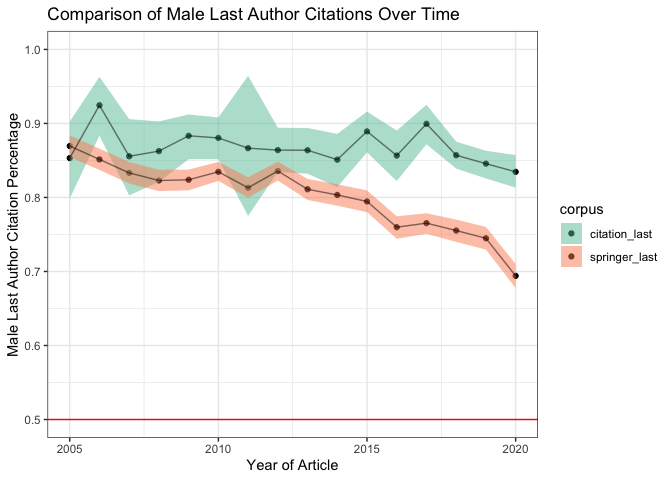 Comparison of Male Last Author Citations Over Time
Male Last Author Citation Percentage
1.0
0.9
0.8
0.7
0.6
0.5
2005 2010 2015 2020
Year of Article
corpus
citation_last
springer_last